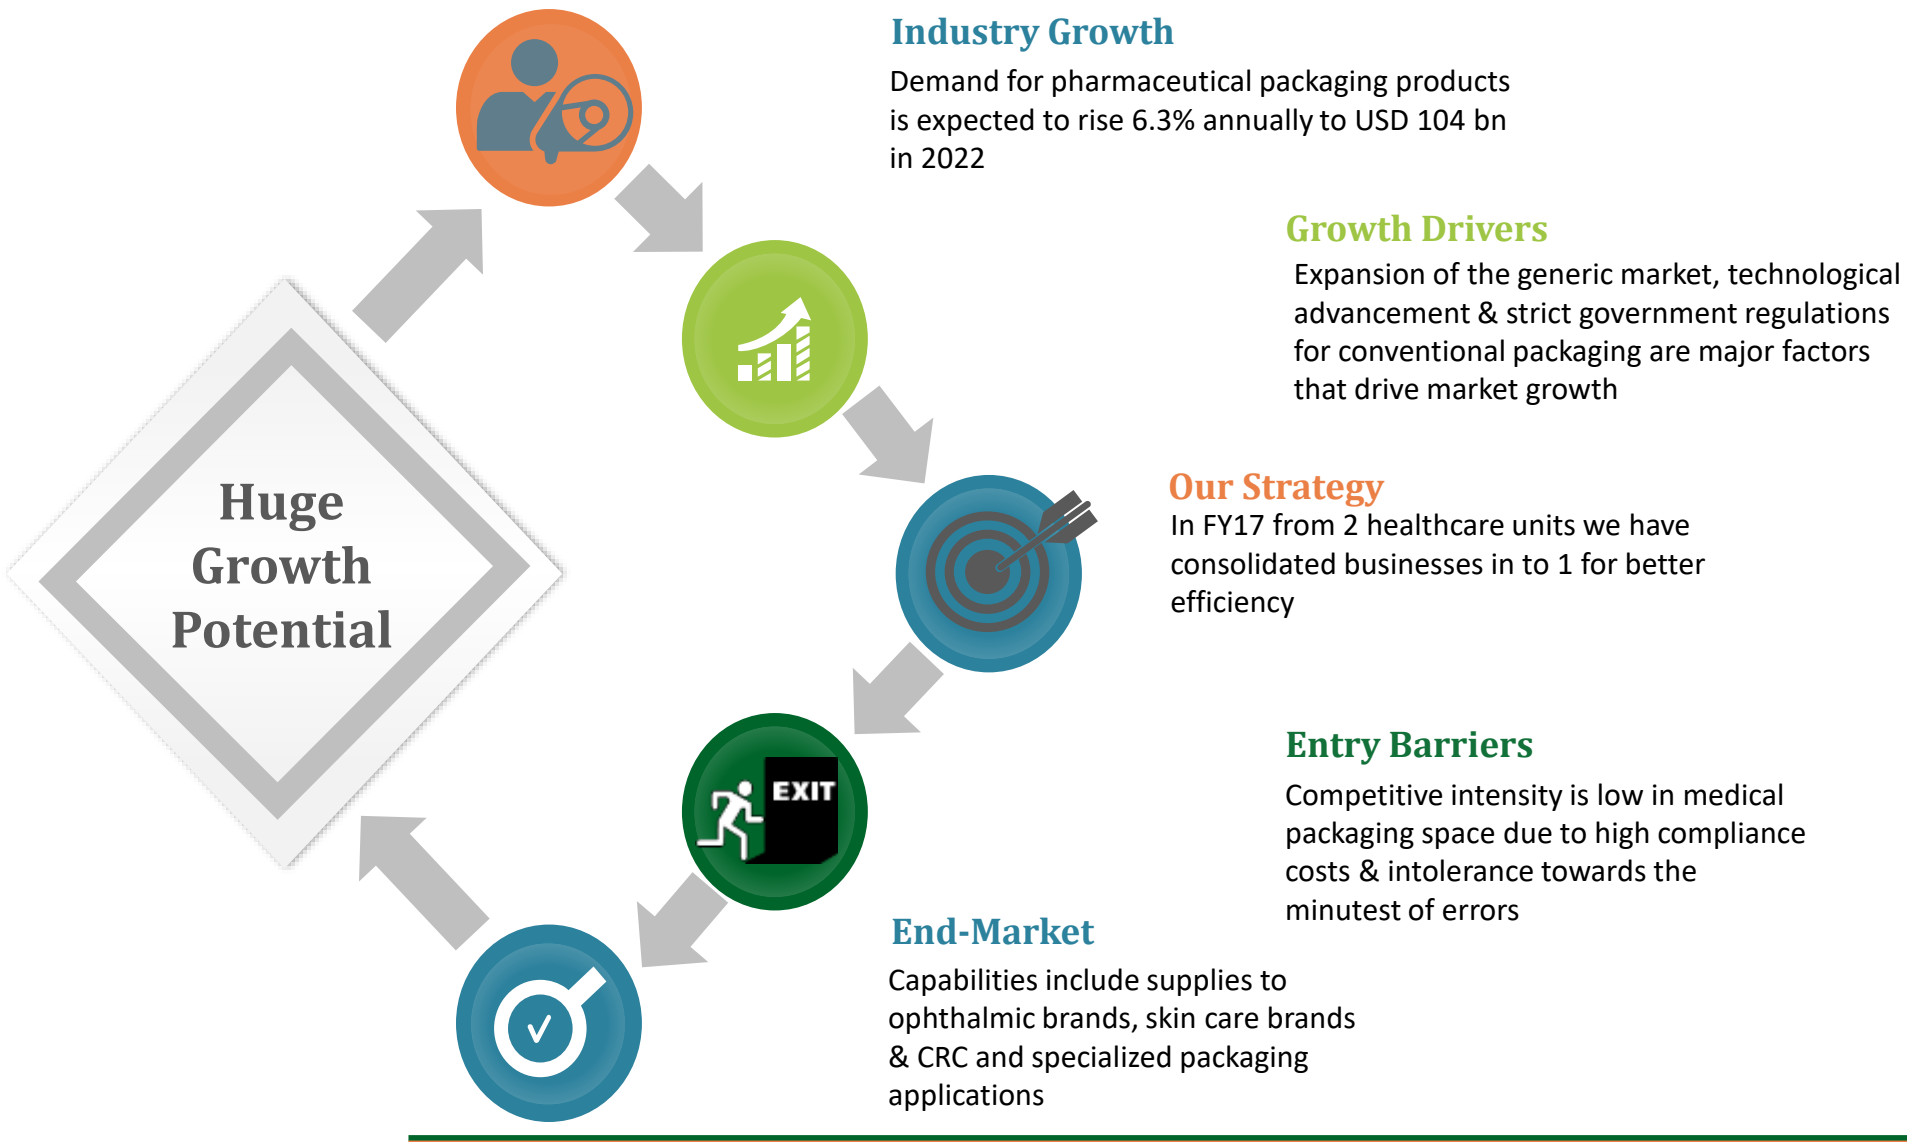 Industry Growth
Demand for pharmaceutical packaging products
is expected to rise 6.3% annually to USD 104 bn
in 2022
Growth Drivers
Expansion of the generic market, technological
advancement & strict government regulations
for conventional packaging are major factors
that drive market growth
Huge
Growth
Potential
Our Strategy
In FY17 from 2 healthcare units we have
consolidated businesses in to 1 for better
efficiency
Entry Barriers
EXIT
Competitive intensity is low in medical
packaging space due to high compliance
costs & intolerance towards the
minutest of errors
End-Market
Capabilities include supplies to
ophthalmic brands, skin care brands
& CRC and specialized packaging
applications